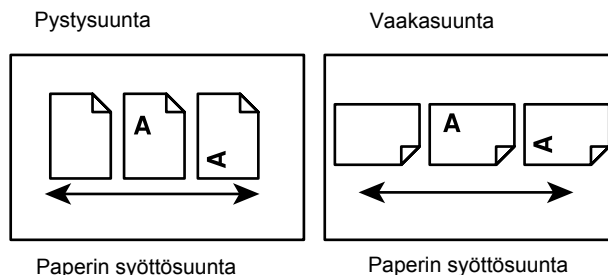 Pystysuunta
Vaakasuunta
A
A
A
A
Paperin syöttösuunta
Paperin syöttösuunta